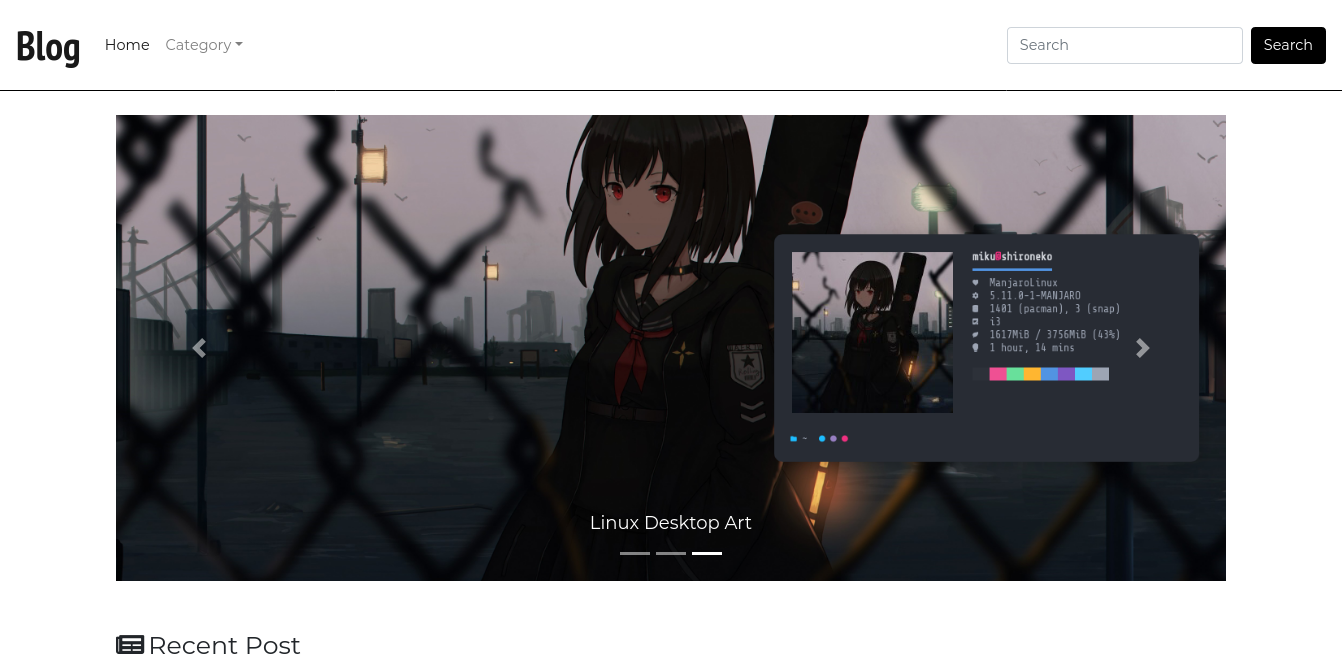 Blog
Home
Category
Search
Search
miku@shironeko
ManjaroLinux
5.11.0-1-MANJARO
1401 (pacman), 3 (snap)
i3
1617MiB / 3756MiB (43%)
1 hour, 14 mins
~
Linux Desktop Art
Recent Post